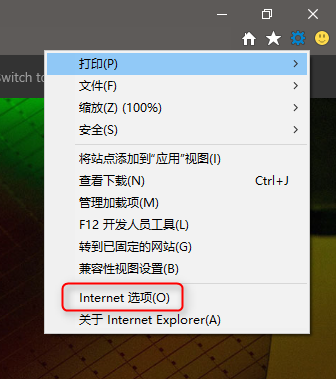 Switch to
打印(P)
文件(F)
缩放(Z) (100%)
安全(S)
将站点添加到“应用”视图(I)
查看下载(N) Ctrl+J
管理加载项(M)
F12 开发人员工具(L)
转到已固定的网站(G)
兼容性视图设置(B)
Internet 选项(O)
关于 Internet Explorer(A)